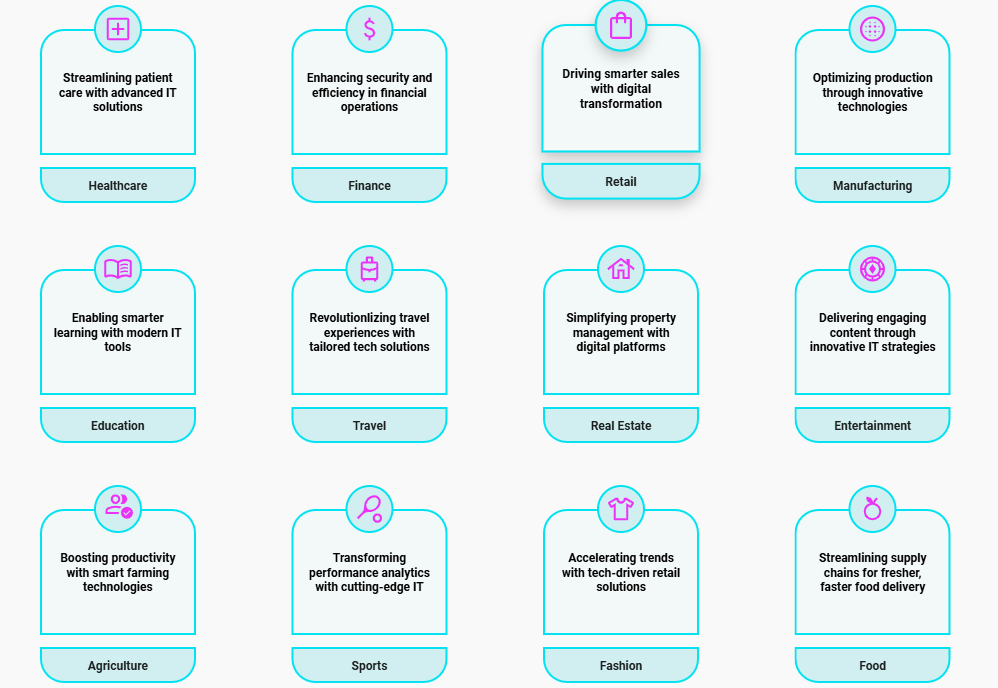 Streamlining patient
care with advanced IT
solutions
Healthcare
Enhancing security and
efficiency in financial
operations
Finance
Driving smarter sales
with digital
transformation
Retail
Optimizing production
through innovative
technologies
Manufacturing
Enabling smarter
learning with modern IT
tools
Education
Revolutionlizing travel
experiences with
tailored tech solutions
Travel
Simplifying property
management with
digital platforms
Real Estate
Delivering engaging
content through
innovative IT strategies
Entertainment
Boosting productivity
with smart farming
technologies
Agriculture
Transforming
performance analytics
with cutting-edge IT
Sports
Accelerating trends
with tech-driven retail
solutions
Fashion
Streamlining supply
chains for fresher,
faster food delivery
Food